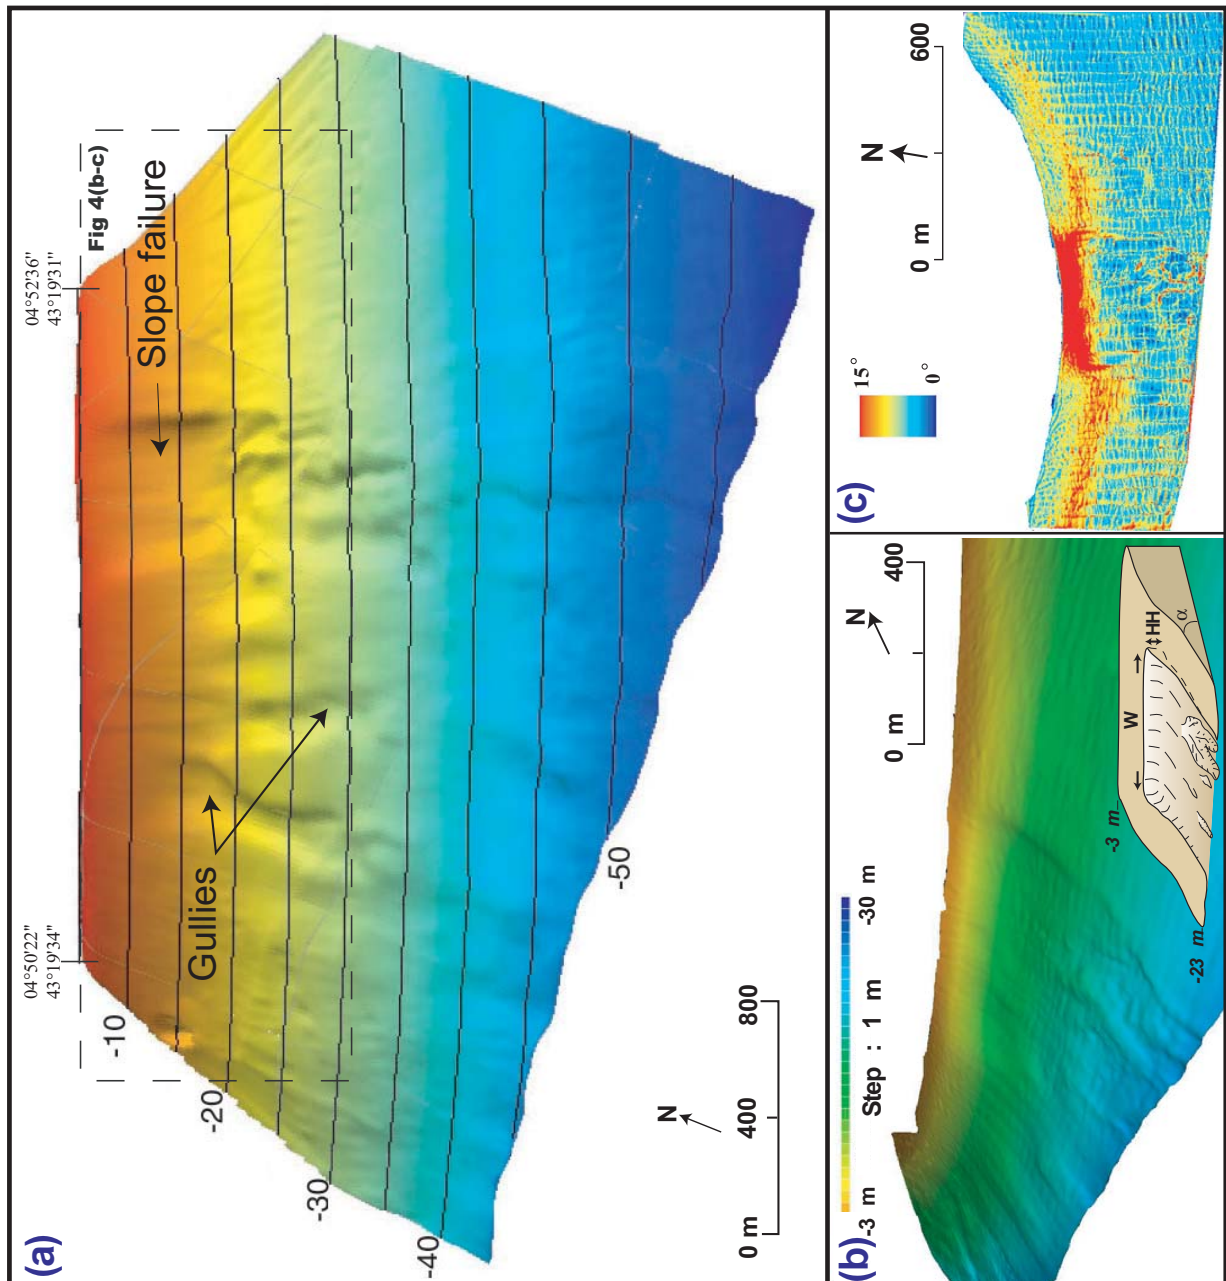 (a)
04°52'36"
43°19'31"
Fig 4(b-c)
Slope failure
04°50'22"
43°19'34"
Gullies
-10
-20
-30
-40
-50
N
0 m 400 800
(b)
-3 m -30 m
Step : 1 m
N
0 m 400
-3 m
-23 m
W
HH
α
(c)
15°
0°
N
0 m 600